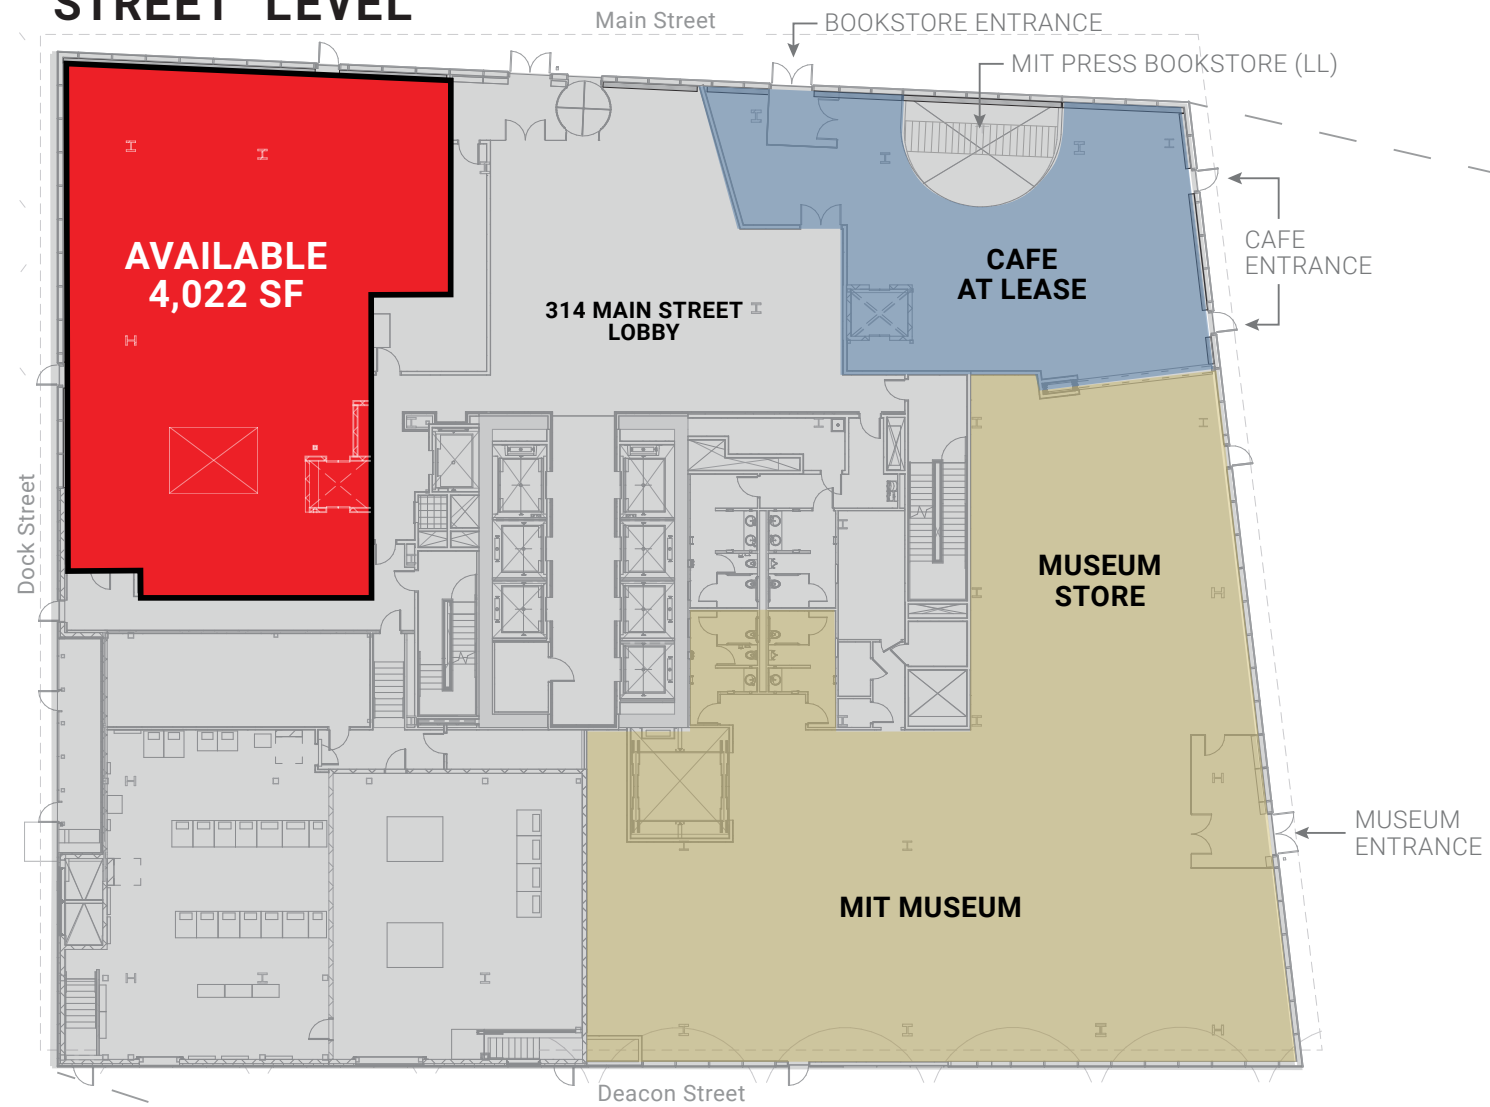 STREET LEVEL
Main Street
BOOKSTORE ENTRANCE
MIT PRESS BOOKSTORE (LL)
AVAILABLE
4,022 SF
314 MAIN STREET
LOBBY
CAFE
AT LEASE
CAFE
ENTRANCE
Dock Street
MUSEUM
STORE
MUSEUM
ENTRANCE
MIT MUSEUM
Deacon Street